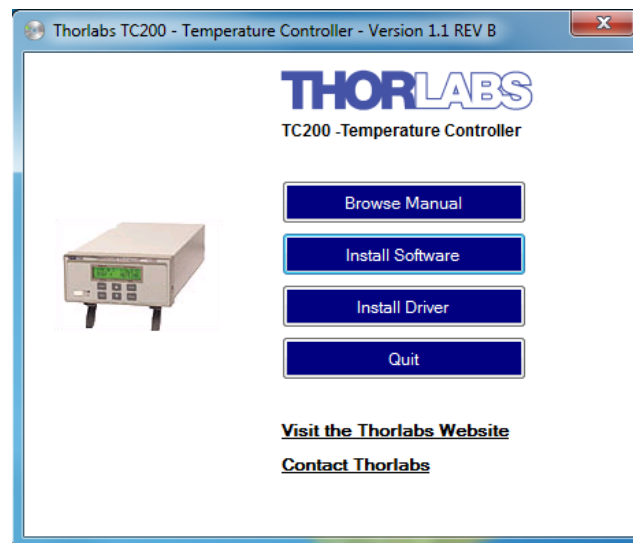 Thorlabs TC200 - Temperature Controller - Version 1.1 REV B
THORLABS
TC200 -Temperature Controller
Browse Manual
Install Software
Install Driver
Quit
Visit the Thorlabs Website
Contact Thorlabs